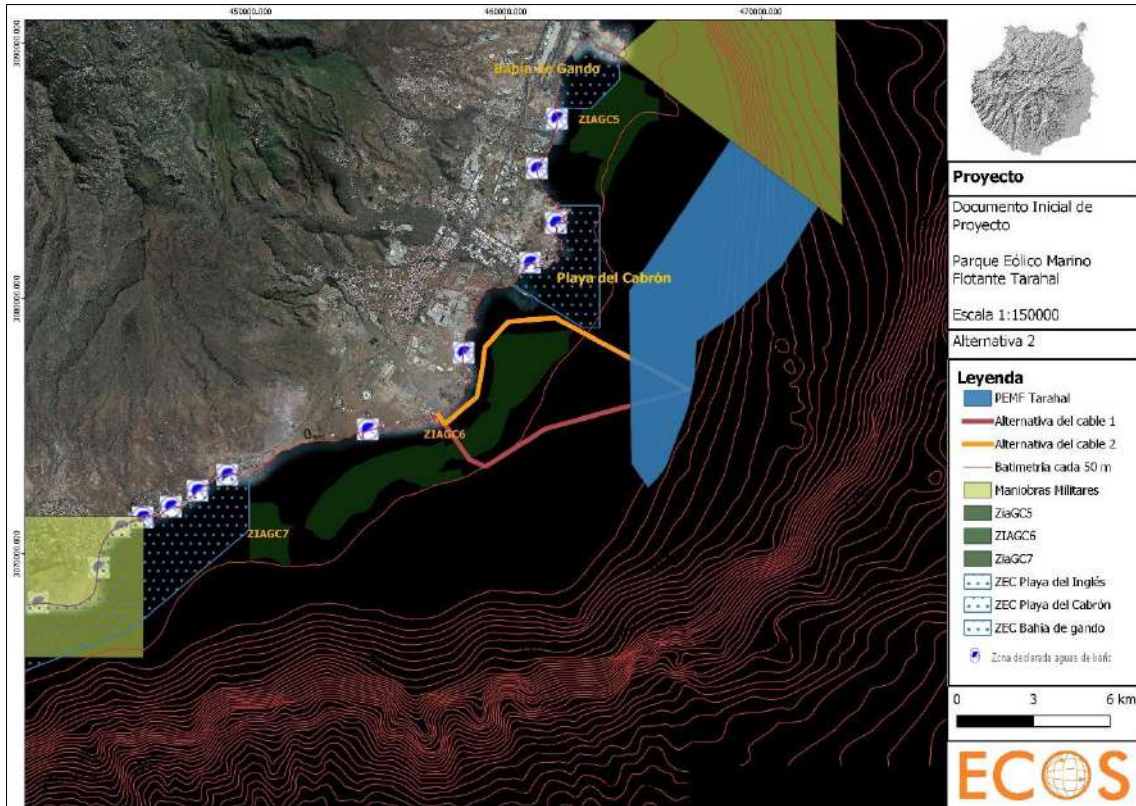 450000.000
460000.000
470000.000
3090000.000
3080000.000
3070000.000
Bahía de Gando
ZIAGC5
Playa del Cabrón
ZIAGC6
ZIAGC7
Proyecto
Documento Inicial de
Proyecto
Parque Eólico Marino
Flotante Tarahal
Escala 1:150000
Alternativa 2
Leyenda
PEMF Tarahal
Alternativa del cable 1
Alternativa del cable 2
Batimetría cada 50 m
Maniobras Militares
ZiaGC5
ZIAGC6
ZiaGC7
ZEC Playa del Inglés
ZEC Playa del Cabrón
ZEC Bahía de gando
Zona declarada aguas de baño
0 3 6 km
ECOS